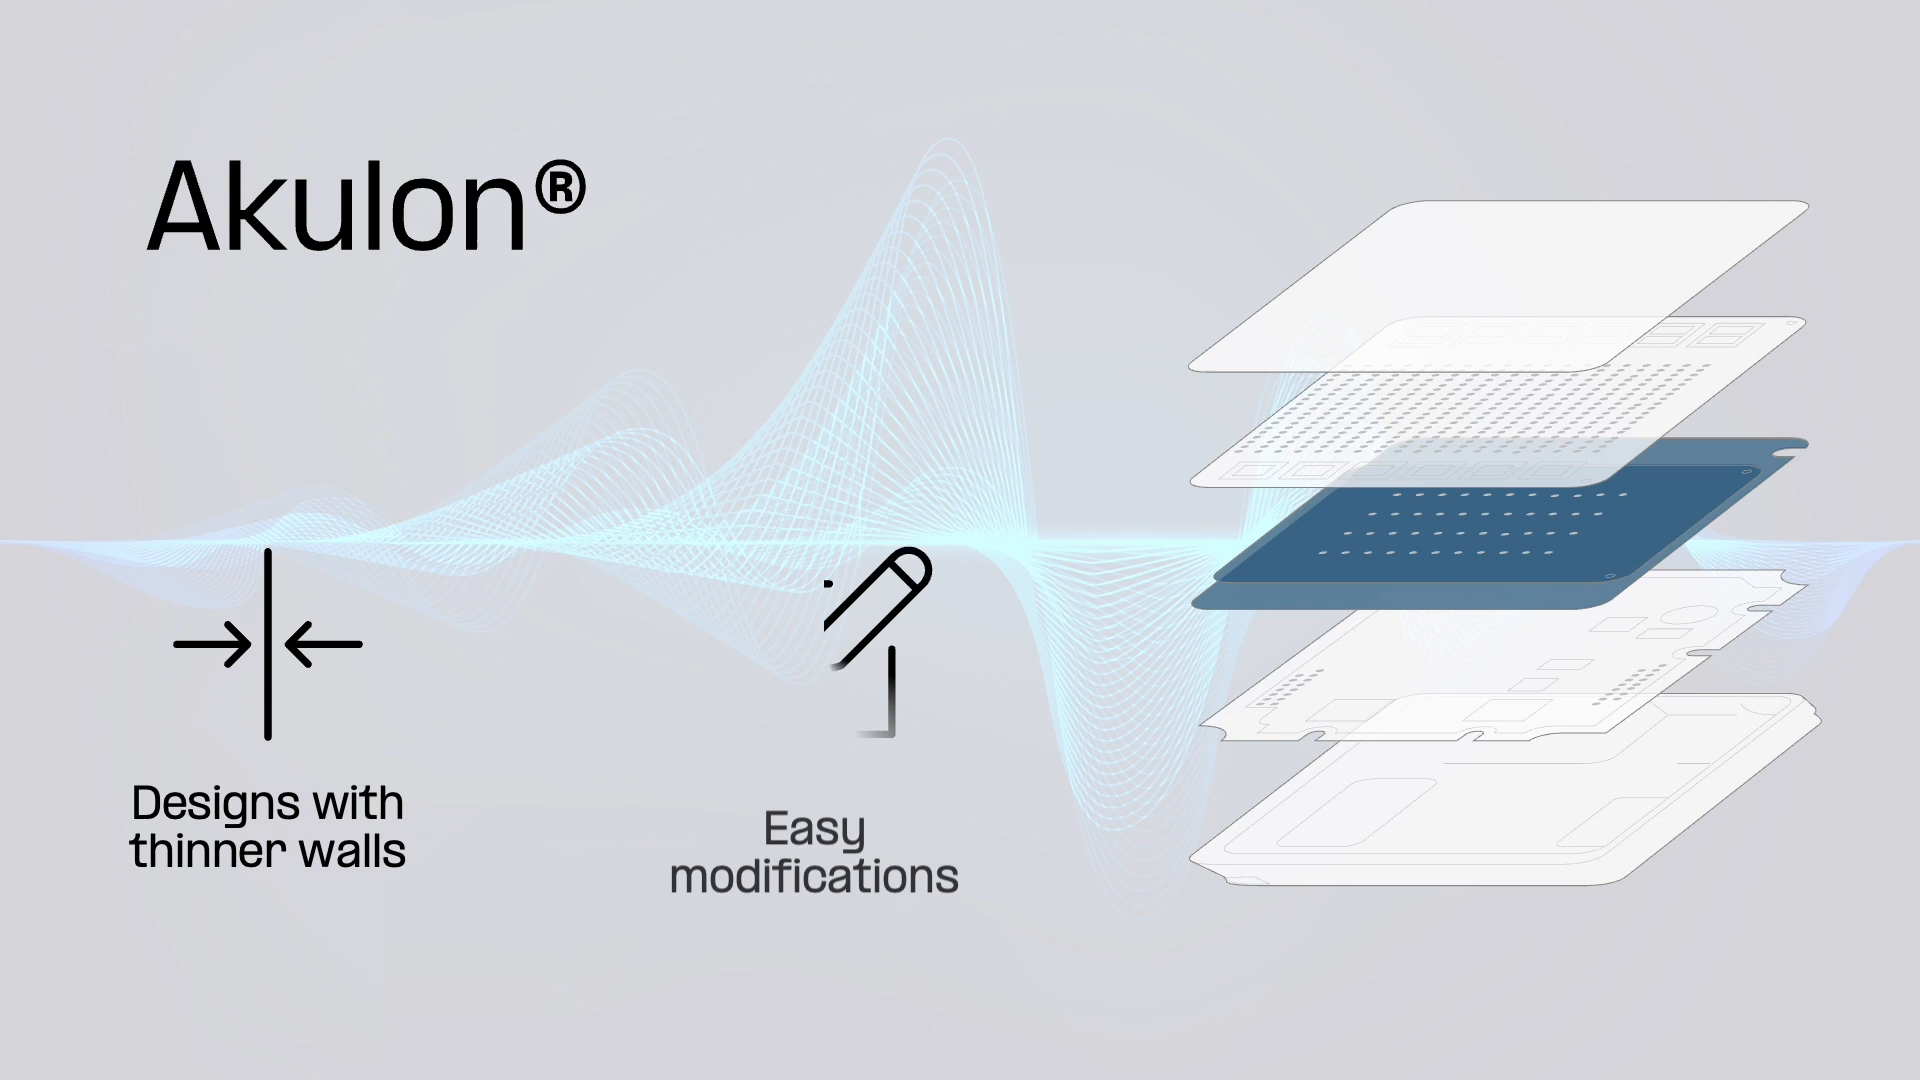 Akulon®
Designs with
thinner walls
Easy
modifications